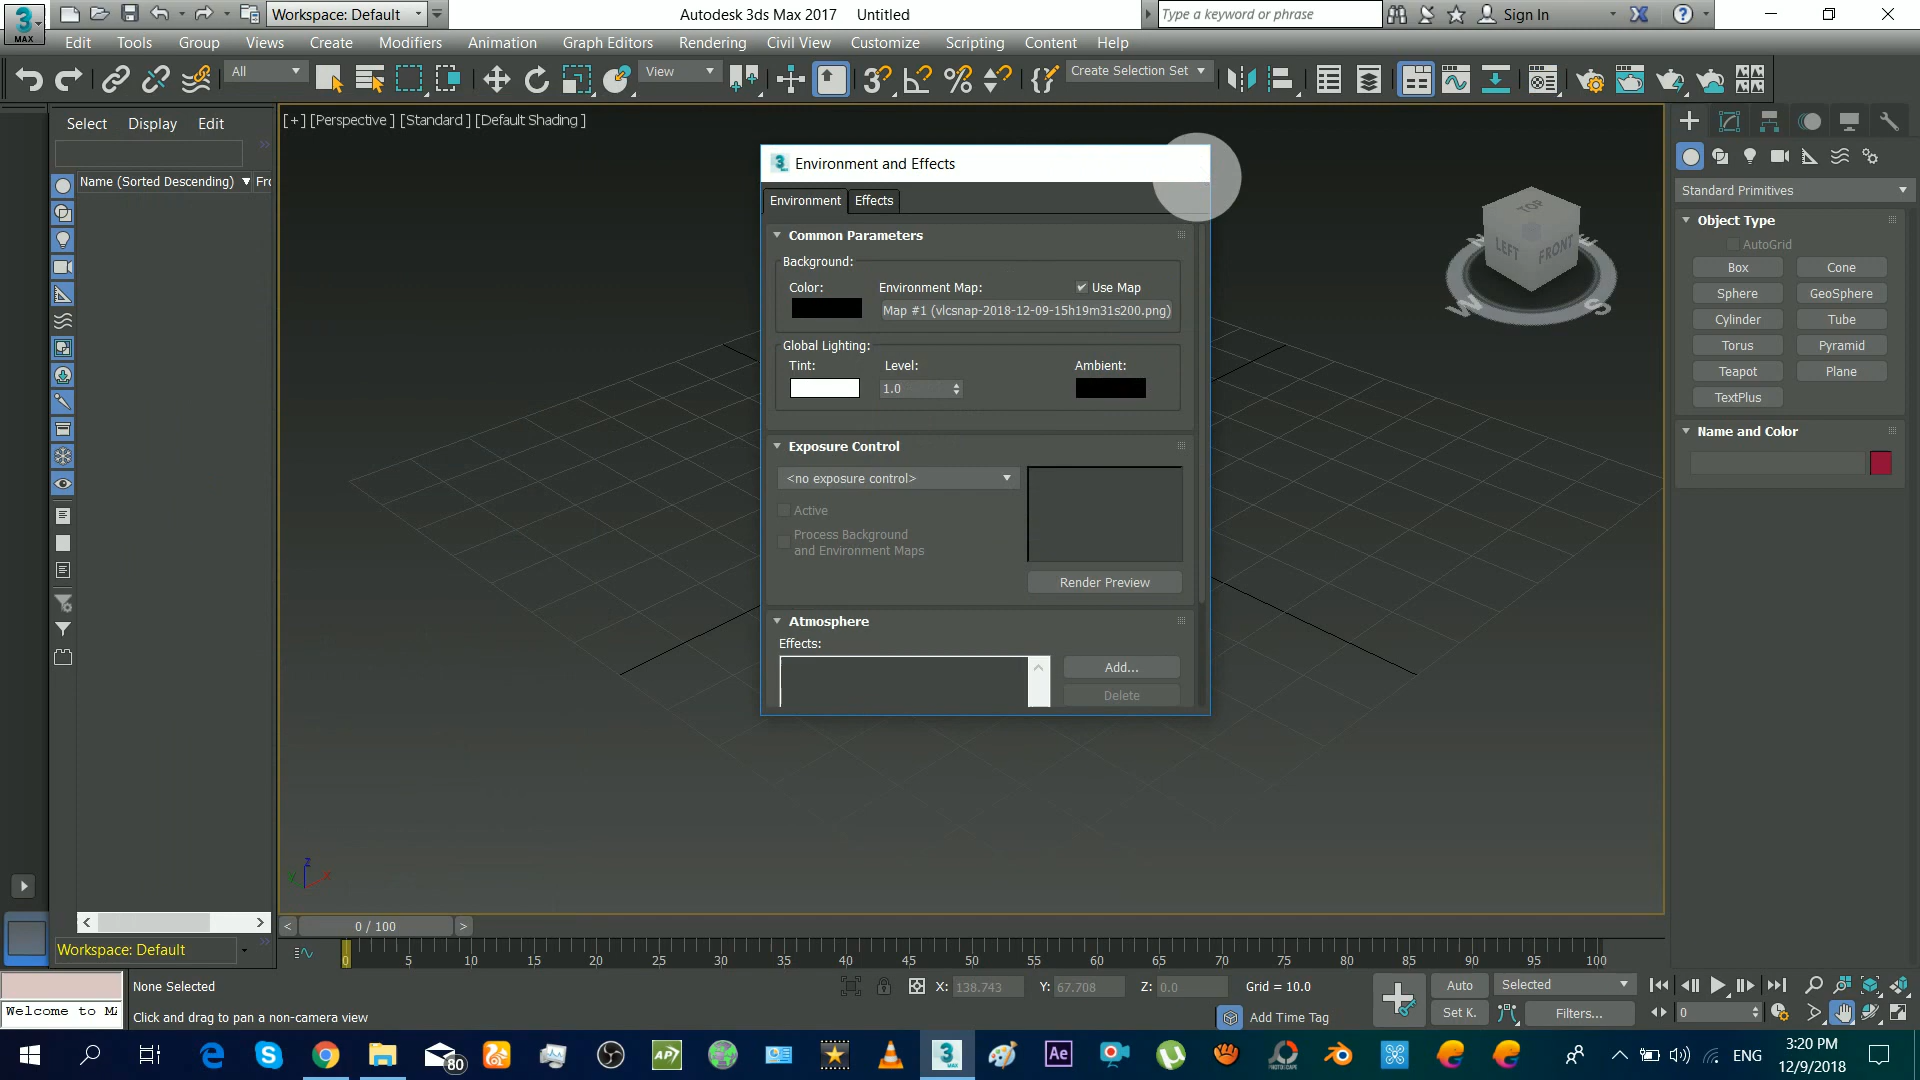 Workspace: Default
Autodesk 3ds Max 2017 Untitled
Type a keyword or phrase
Sign In
MAX
Edit Tools Group Views Create Modifiers Animation Graph Editors Rendering Civil View Customize Scripting Content Help
All
View
Create Selection Set
Select Display Edit
Name (Sorted Descending)
[+] [Perspective ] [Standard ] [Default Shading ]
Environment and Effects
Environment Effects
Common Parameters
Background:
Color: Environment Map: Use Map
Map #1 (vlcsnap-2018-12-09-15h19m31s200.png)
Global Lighting:
Tint: Level: Ambient:
1.0
Exposure Control
<no exposure control>
Active
Process Background
and Environment Maps
Render Preview
Atmosphere
Effects:
Add...
Delete
TOP
LEFT FRONT
W S
Standard Primitives
Object Type
AutoGrid
Box Cone
Sphere GeoSphere
Cylinder Tube
Torus Pyramid
Teapot Plane
TextPlus
Name and Color
z
y x
0 / 100
Workspace: Default
0 5 10 15 20 25 30 35 40 45 50 55 60 65 70 75 80 85 90 95 100
None Selected
X: 138.743 Y: 67.708 Z: 0.0 Grid = 10.0
Auto Selected
Welcome to
Click and drag to pan a non-camera view
Add Time Tag
Set K. Filters... 0
80
MAX
Ae
ENG
3:20 PM
12/9/2018